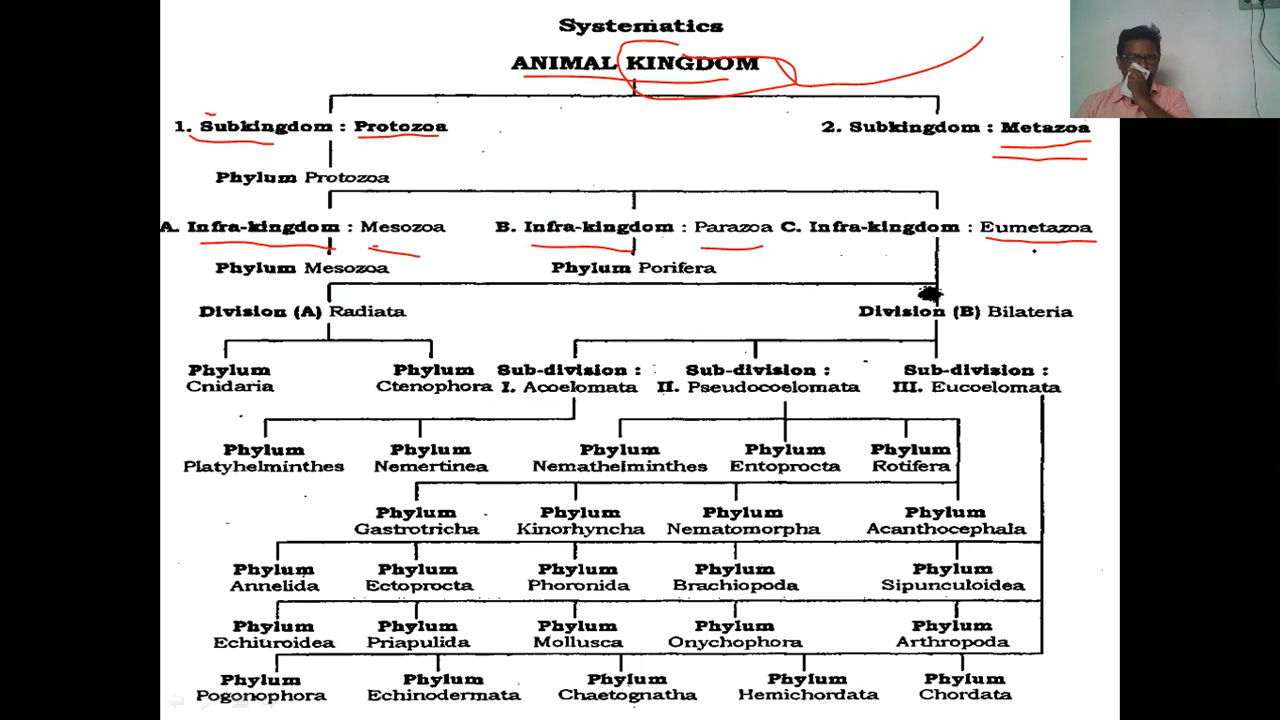 Systematics
ANIMAL KINGDOM
1. Subkingdom : Protozoa 2. Subkingdom : Metazoa
Phylum Protozoa
A. Infra-kingdom : Mesozoa B. Infra-kingdom : Parazoa C. Infra-kingdom : Eumetazoa
Phylum Mesozoa Phylum Porifera
Division (A) Radiata Division (B) Bilateria
Phylum Phylum Sub-division : Sub-division : Sub-division :
Cnidaria Ctenophora I. Acoelomata II. Pseudocoelomata III. Eucoelomata
Phylum Phylum Phylum Phylum Phylum
Platyhelminthes Nemertinea Nemathelminthes Entoprocta Rotifera
Phylum Phylum Phylum Phylum
Gastrotricha Kinorhyncha Nematomorpha Acanthocephala
Phylum Phylum Phylum Phylum Phylum
Annelida Ectoprocta Phoronida Brachiopoda Sipunculoidea
Phylum Phylum Phylum Phylum Phylum
Echiuroidea Priapulida Mollusca Onychophora Arthropoda
Phylum Phylum Phylum Phylum Phylum
Pogonophora Echinodermata Chaetognatha Hemichordata Chordata